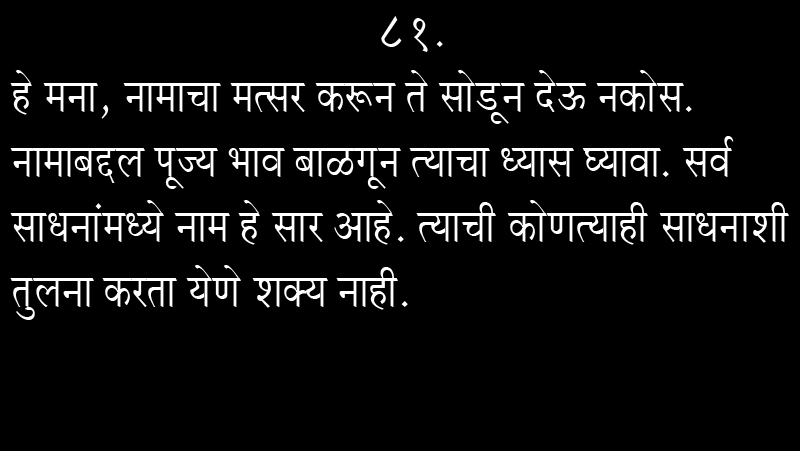 ८१.
हे मना, नामाचा मत्सर करून ते सोडून देऊ नकोस.
नामाबद्दल पूज्य भाव बाळगून त्याचा ध्यास घ्यावा. सर्व
साधनांमध्ये नाम हे सार आहे. त्याची कोणत्याही साधनाशी
तुलना करता येणे शक्य नाही.